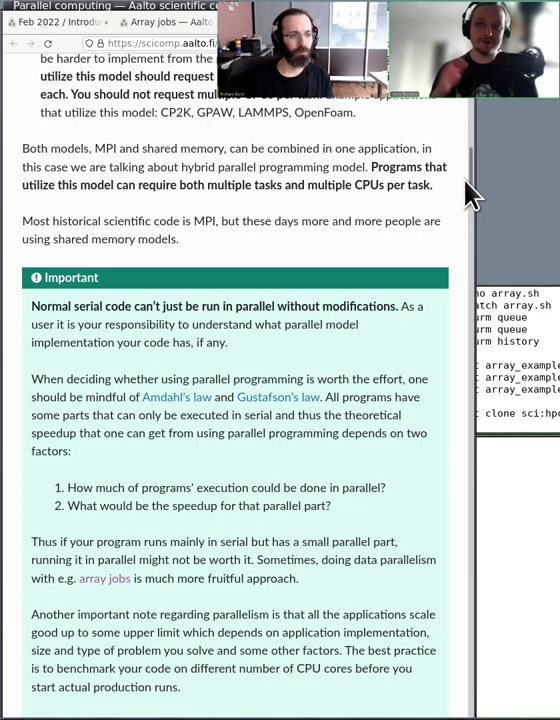 Parallel computing — Aalto scientific co
Feb 2022 / Introdu
Array jobs — Aalto
https://scicomp.aalto.fi/
be harder to implement from the
utilize this model should request
each. You should not request
that utilize this model: CP2K, GPAW, LAMMPS, OpenFoam.
Both models, MPI and shared memory, can be combined in one application, in
this case we are talking about hybrid parallel programming model. Programs that
utilize this model can require both multiple tasks and multiple CPUs per task.
Most historical scientific code is MPI, but these days more and more people are
using shared memory models.
Important
Normal serial code can't just be run in parallel without modifications. As a
user it is your responsibility to understand what parallel model
implementation your code has, if any.
When deciding whether using parallel programming is worth the effort, one
should be mindful of Amdahl's law and Gustafson's law. All programs have
some parts that can only be executed in serial and thus the theoretical
speedup that one can get from using parallel programming depends on two
factors:
1. How much of programs' execution could be done in parallel?
2. What would be the speedup for that parallel part?
Thus if your program runs mainly in serial but has a small parallel part,
running it in parallel might not be worth it. Sometimes, doing data parallelism
with e.g. array jobs is much more fruitful approach.
Another important note regarding parallelism is that all the applications scale
good up to some upper limit which depends on application implementation,
size and type of problem you solve and some other factors. The best practice
is to benchmark your code on different number of CPU cores before you
start actual production runs.
no array.sh
atch array.sh
urm queue
urm queue
urm history
t array_example
t array_example
t array_example
t clone sci:hpc